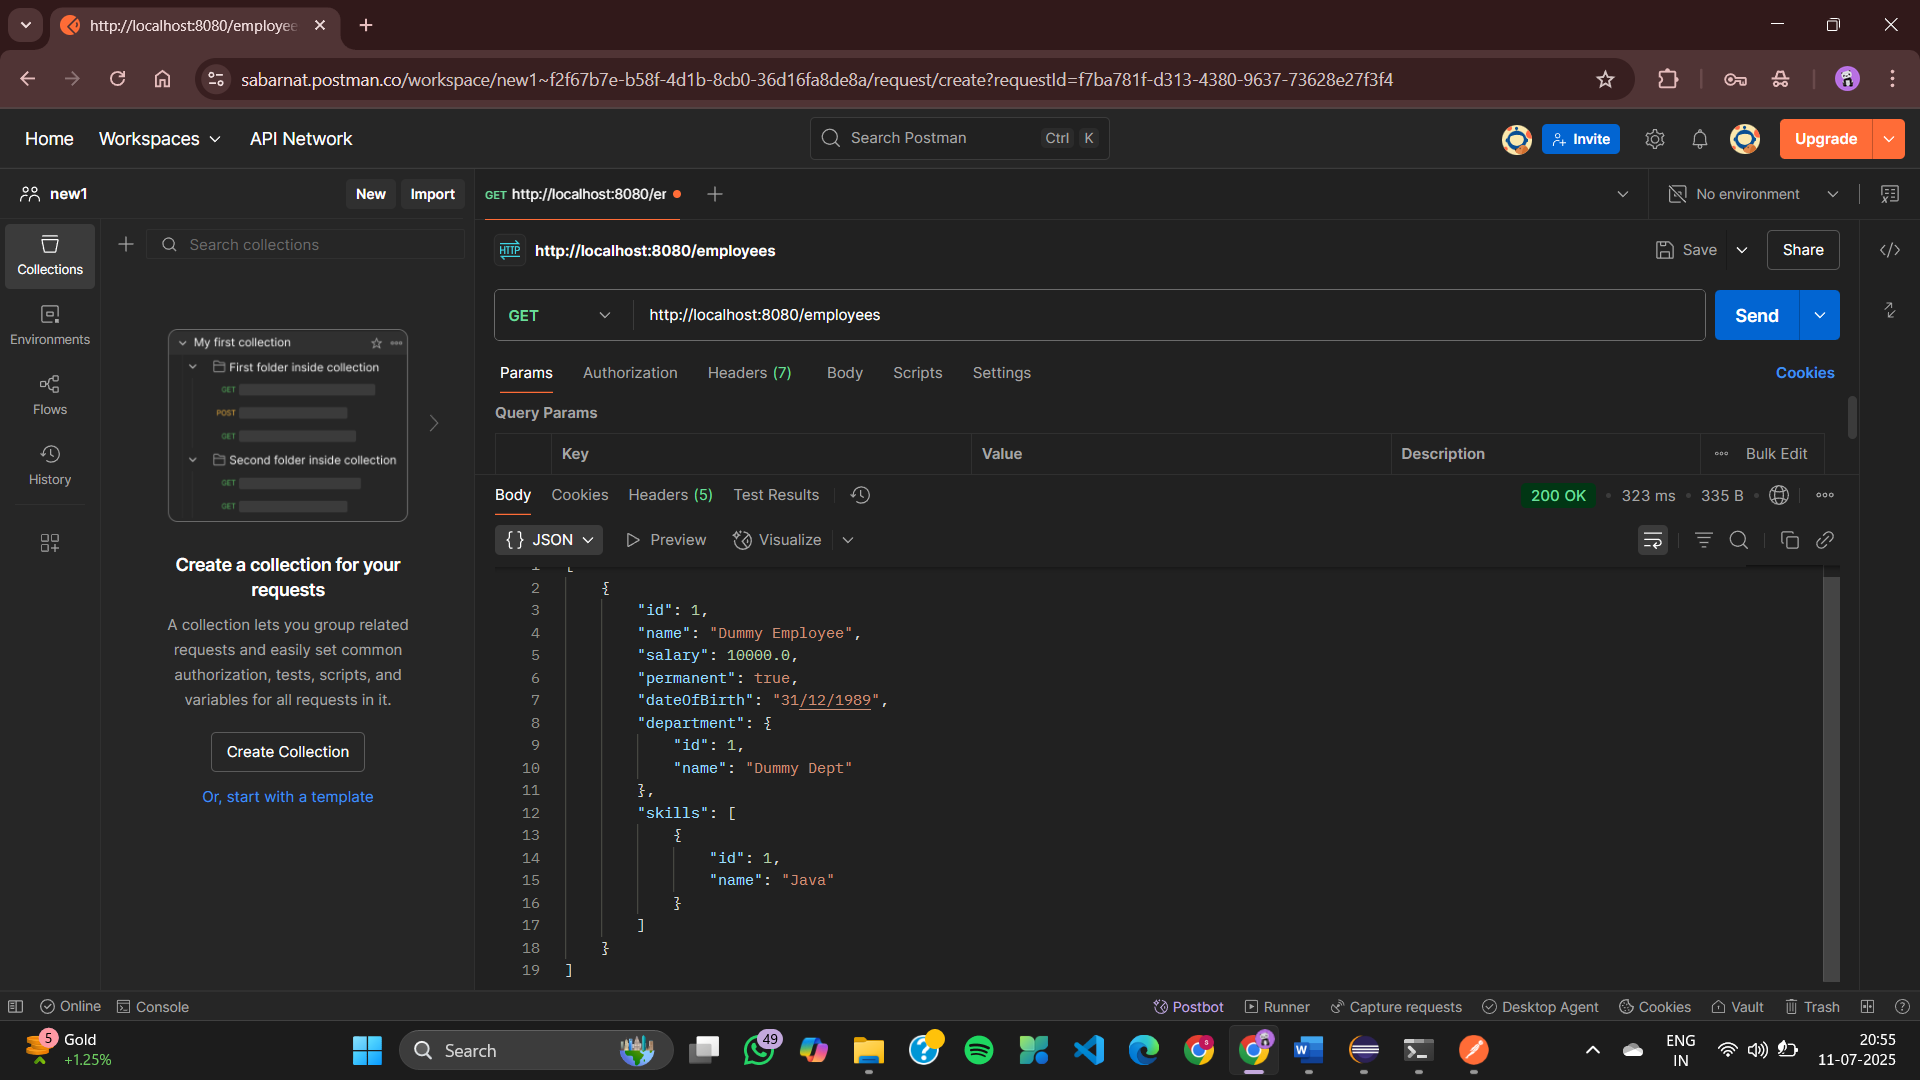 http://localhost:8080/employee
sabarnat.postman.co/workspace/new1~f2f67b7e-b58f-4d1b-8cb0-36d16fa8de8a/request/create?requestId=f7ba781f-d313-4380-9637-73628e27f3f4
Home Workspaces API Network Search Postman Ctrl K Invite Upgrade
new1 New Import GET http://localhost:8080/er No environment
Search collections
HTTP http://localhost:8080/employees Save Share
GET http://localhost:8080/employees Send
Params Authorization Headers (7) Body Scripts Settings Cookies
Query Params
Key Value Description Bulk Edit
Body Cookies Headers (5) Test Results 200 OK 323 ms 335 B
{} JSON Preview Visualize
Collections
Environments
Flows
History
My first collection
First folder inside collection
GET
POST
GET
Second folder inside collection
GET
GET
Create a collection for your
requests
A collection lets you group related
requests and easily set common
authorization, tests, scripts, and
variables for all requests in it.
Create Collection
Or, start with a template
1 [
2 {
3 "id": 1,
4 "name": "Dummy Employee",
5 "salary": 10000.0,
6 "permanent": true,
7 "dateOfBirth": "31/12/1989",
8 "department": {
9 "id": 1,
10 "name": "Dummy Dept"
11 },
12 "skills": [
13 {
14 "id": 1,
15 "name": "Java"
16 }
17 ]
18 }
19 ]
Online Console Postbot Runner Capture requests Desktop Agent Cookies Vault Trash
5 Gold
+1.25%
Search
49
8
ENG
IN
20:55
11-07-2025